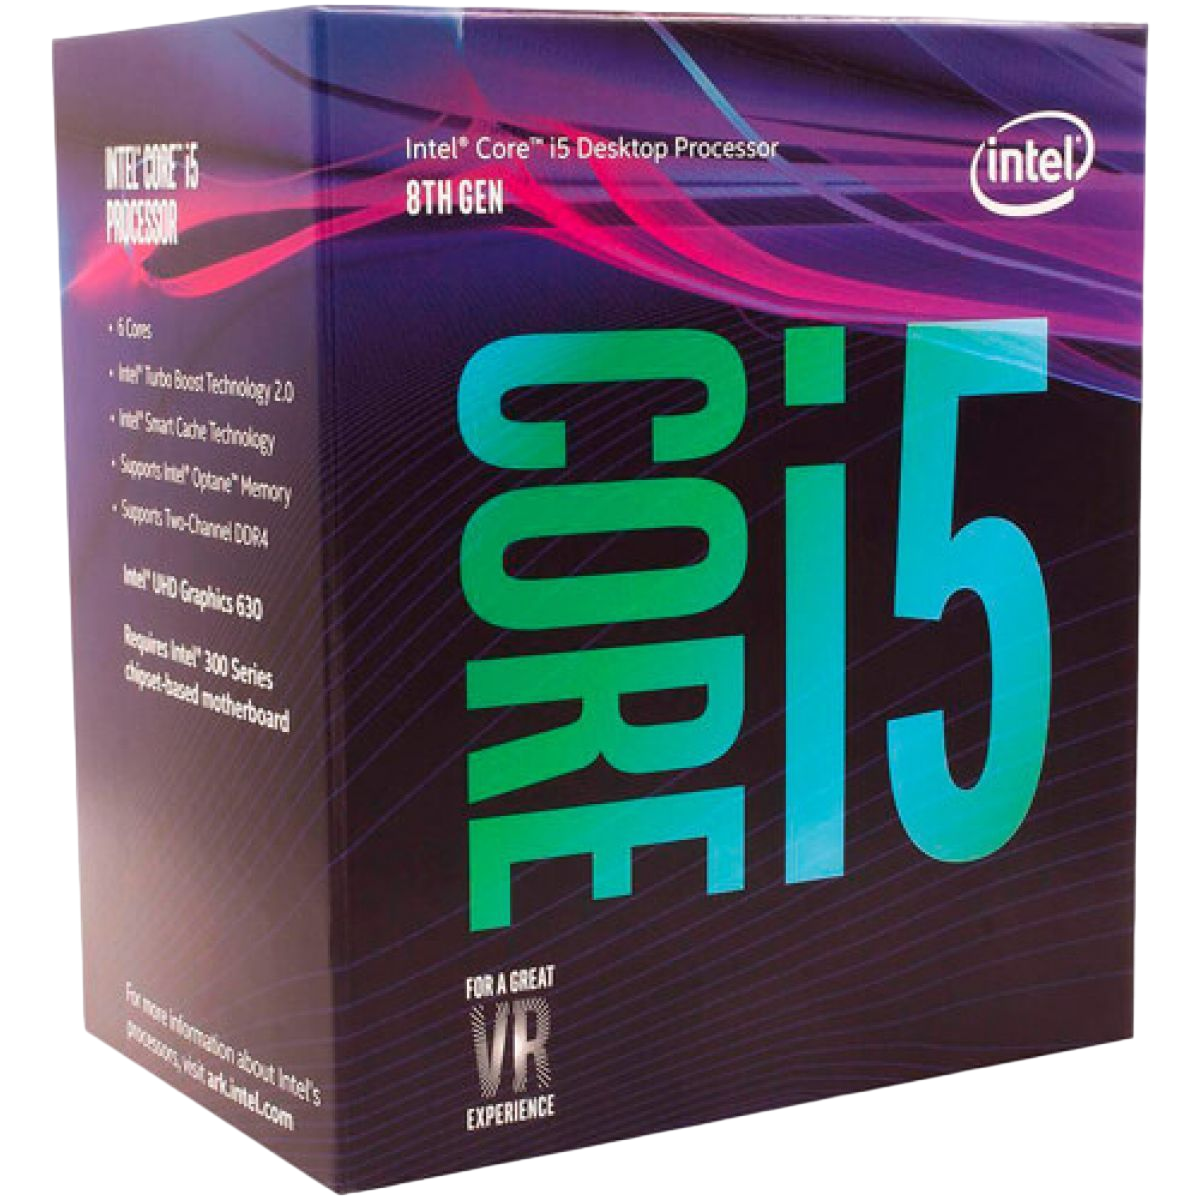 INTEL® CORE™ i5
PROCESSOR
• 6 Cores
• Intel® Turbo Boost Technology 2.0
• Intel® Smart Cache Technology
• Supports Intel® Optane™ Memory
• Supports Two-Channel DDR4
Intel® UHD Graphics 630
Requires Intel® 300 Series
chipset-based motherboard
For more information about Intel's
processors, visit ark.intel.com
Intel® Core™ i5 Desktop Processor
8TH GEN
intel®
CORE
i5
FOR A GREAT
VR
EXPERIENCE